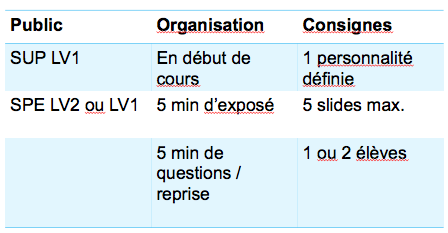 Public Organisation Consignes
SUP LV1 En début de 1 personnalité
cours définie
SPE LV2 ou LV1 5 min d'exposé 5 slides max.
5 min de 1 ou 2 élèves
questions /
reprise